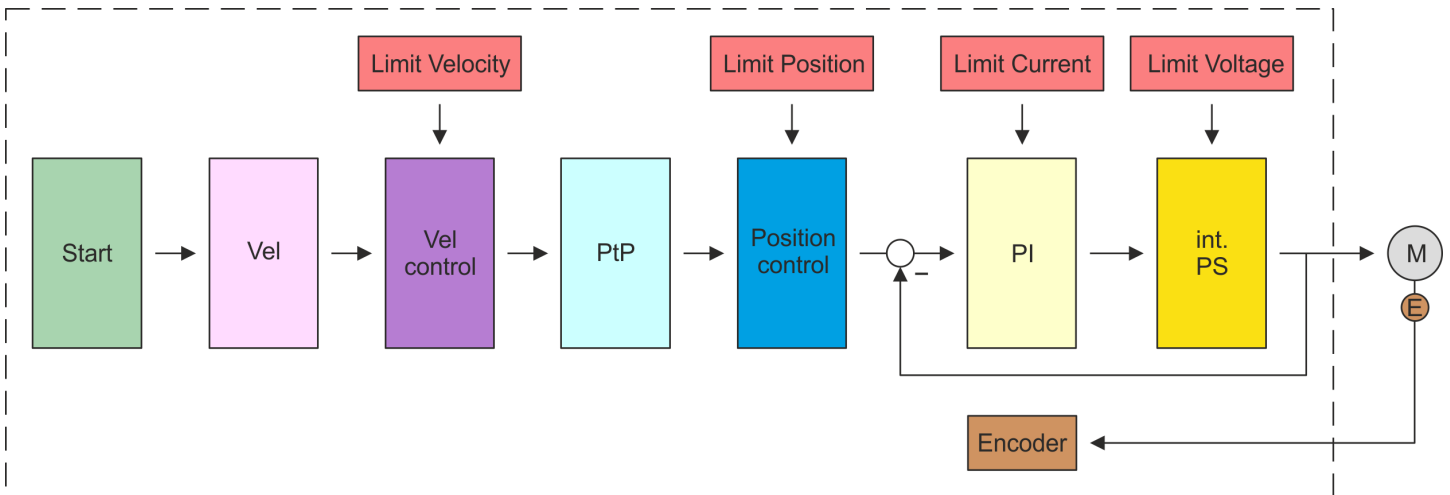 Limit Velocity
Limit Position
Limit Current
Limit Voltage
Start
Vel
Vel
control
PtP
Position
control
–
PI
int.
PS
M
E
Encoder